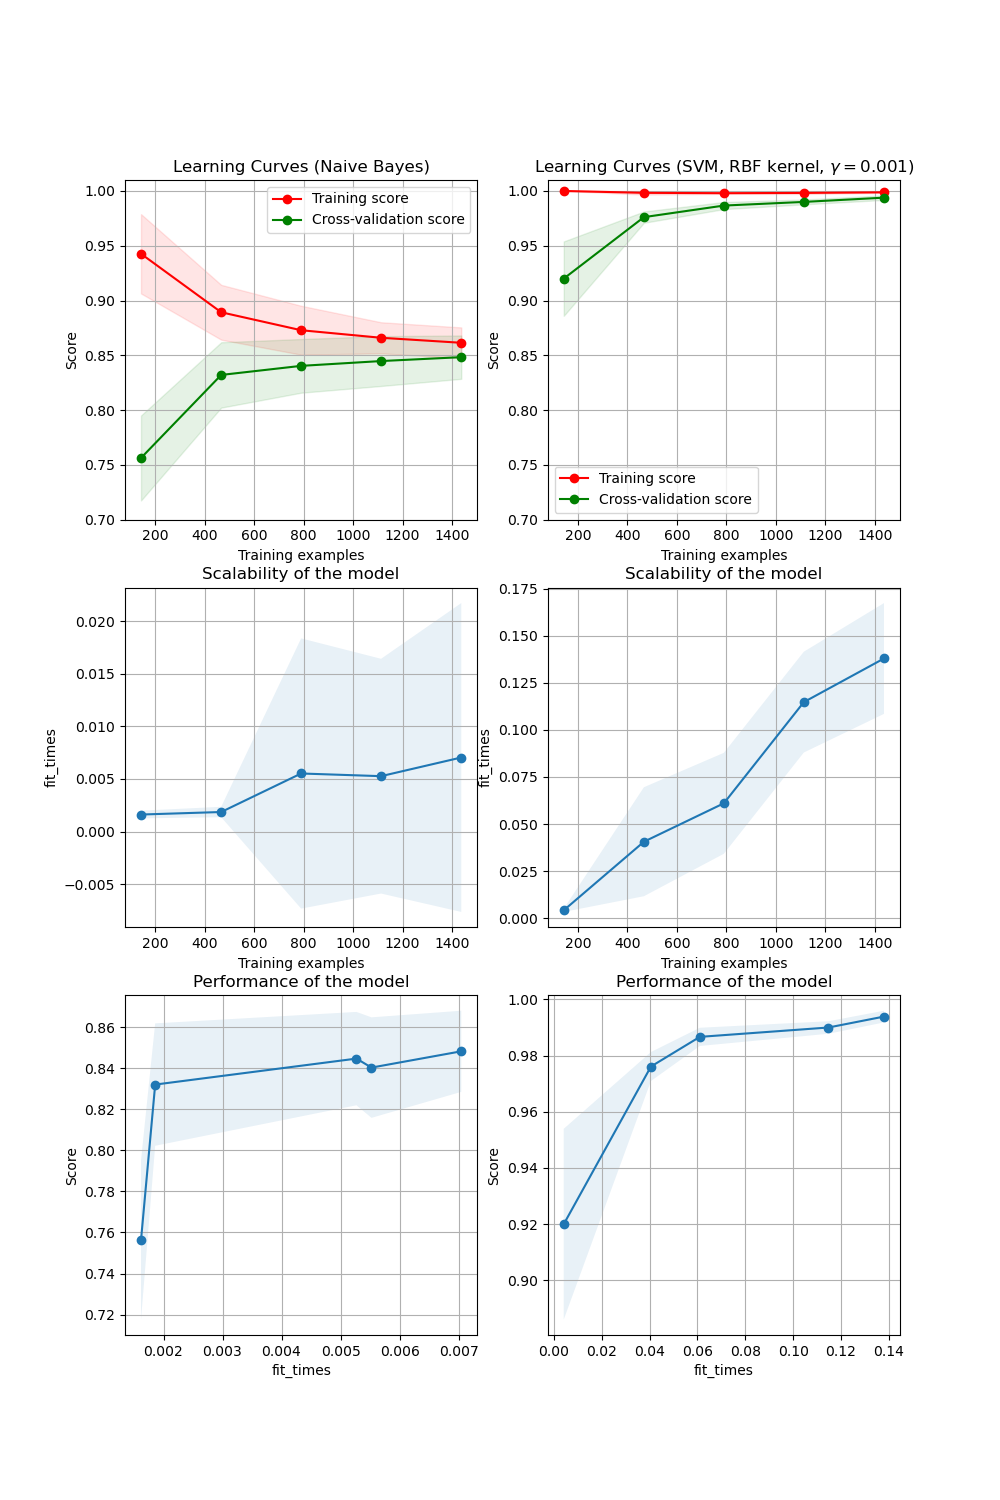 Learning Curves (Naive Bayes)
Score
1.00
0.95
0.90
0.85
0.80
0.75
0.70
Training score
Cross-validation score
200 400 600 800 1000 1200 1400
Training examples
Learning Curves (SVM, RBF kernel, γ = 0.001)
Score
1.00
0.95
0.90
0.85
0.80
0.75
0.70
Training score
Cross-validation score
200 400 600 800 1000 1200 1400
Training examples
Scalability of the model
fit_times
0.020
0.015
0.010
0.005
0.000
−0.005
200 400 600 800 1000 1200 1400
Training examples
Scalability of the model
fit_times
0.175
0.150
0.125
0.100
0.075
0.050
0.025
0.000
200 400 600 800 1000 1200 1400
Training examples
Performance of the model
Score
0.86
0.84
0.82
0.80
0.78
0.76
0.74
0.72
0.002 0.003 0.004 0.005 0.006 0.007
fit_times
Performance of the model
Score
1.00
0.98
0.96
0.94
0.92
0.90
0.00 0.02 0.04 0.06 0.08 0.10 0.12 0.14
fit_times